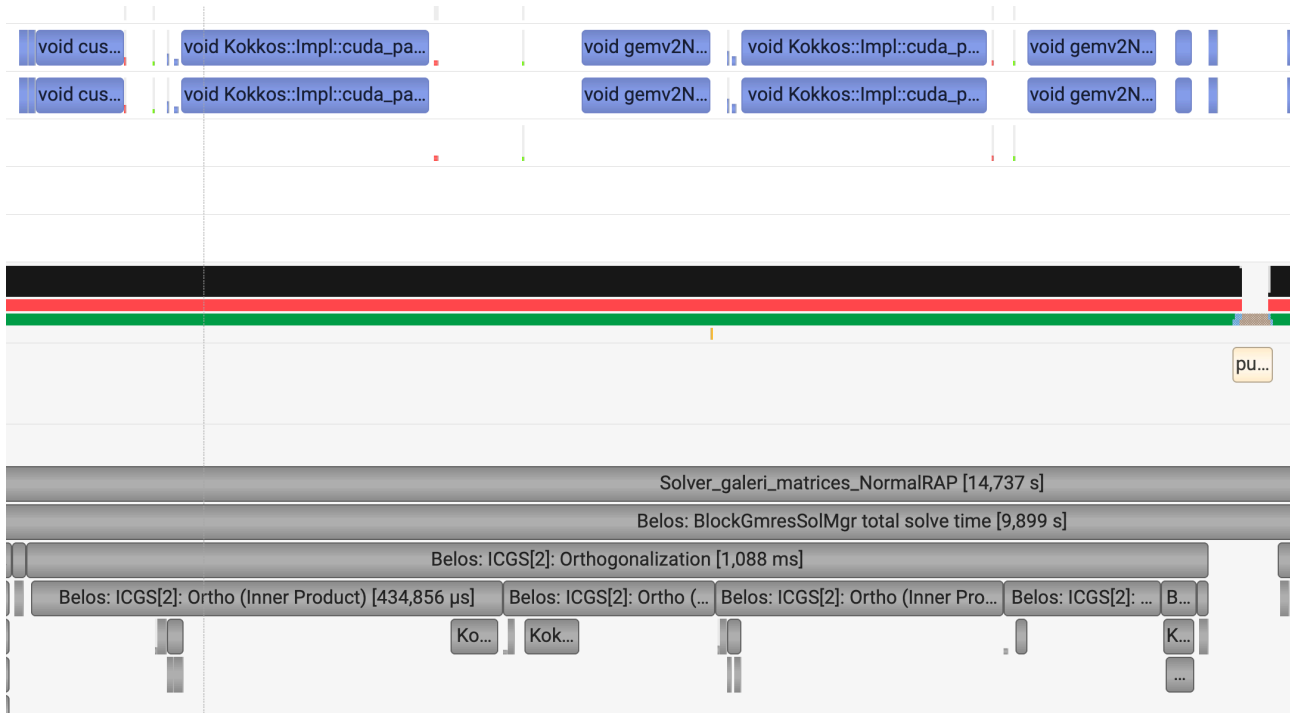 void cus... void Kokkos::Impl::cuda_pa... void gemv2N... void Kokkos::Impl::cuda_p... void gemv2N...
void cus... void Kokkos::Impl::cuda_pa... void gemv2N... void Kokkos::Impl::cuda_p... void gemv2N...
pu...
Solver_galeri_matrices_NormalRAP [14,737 s]
Belos: BlockGmresSolMgr total solve time [9,899 s]
Belos: ICGS[2]: Orthogonalization [1,088 ms]
Belos: ICGS[2]: Ortho (Inner Product) [434,856 μs] Belos: ICGS[2]: Ortho (... Belos: ICGS[2]: Ortho (Inner Pro... Belos: ICGS[2]: ... B...
Ko... Kok... K...
...